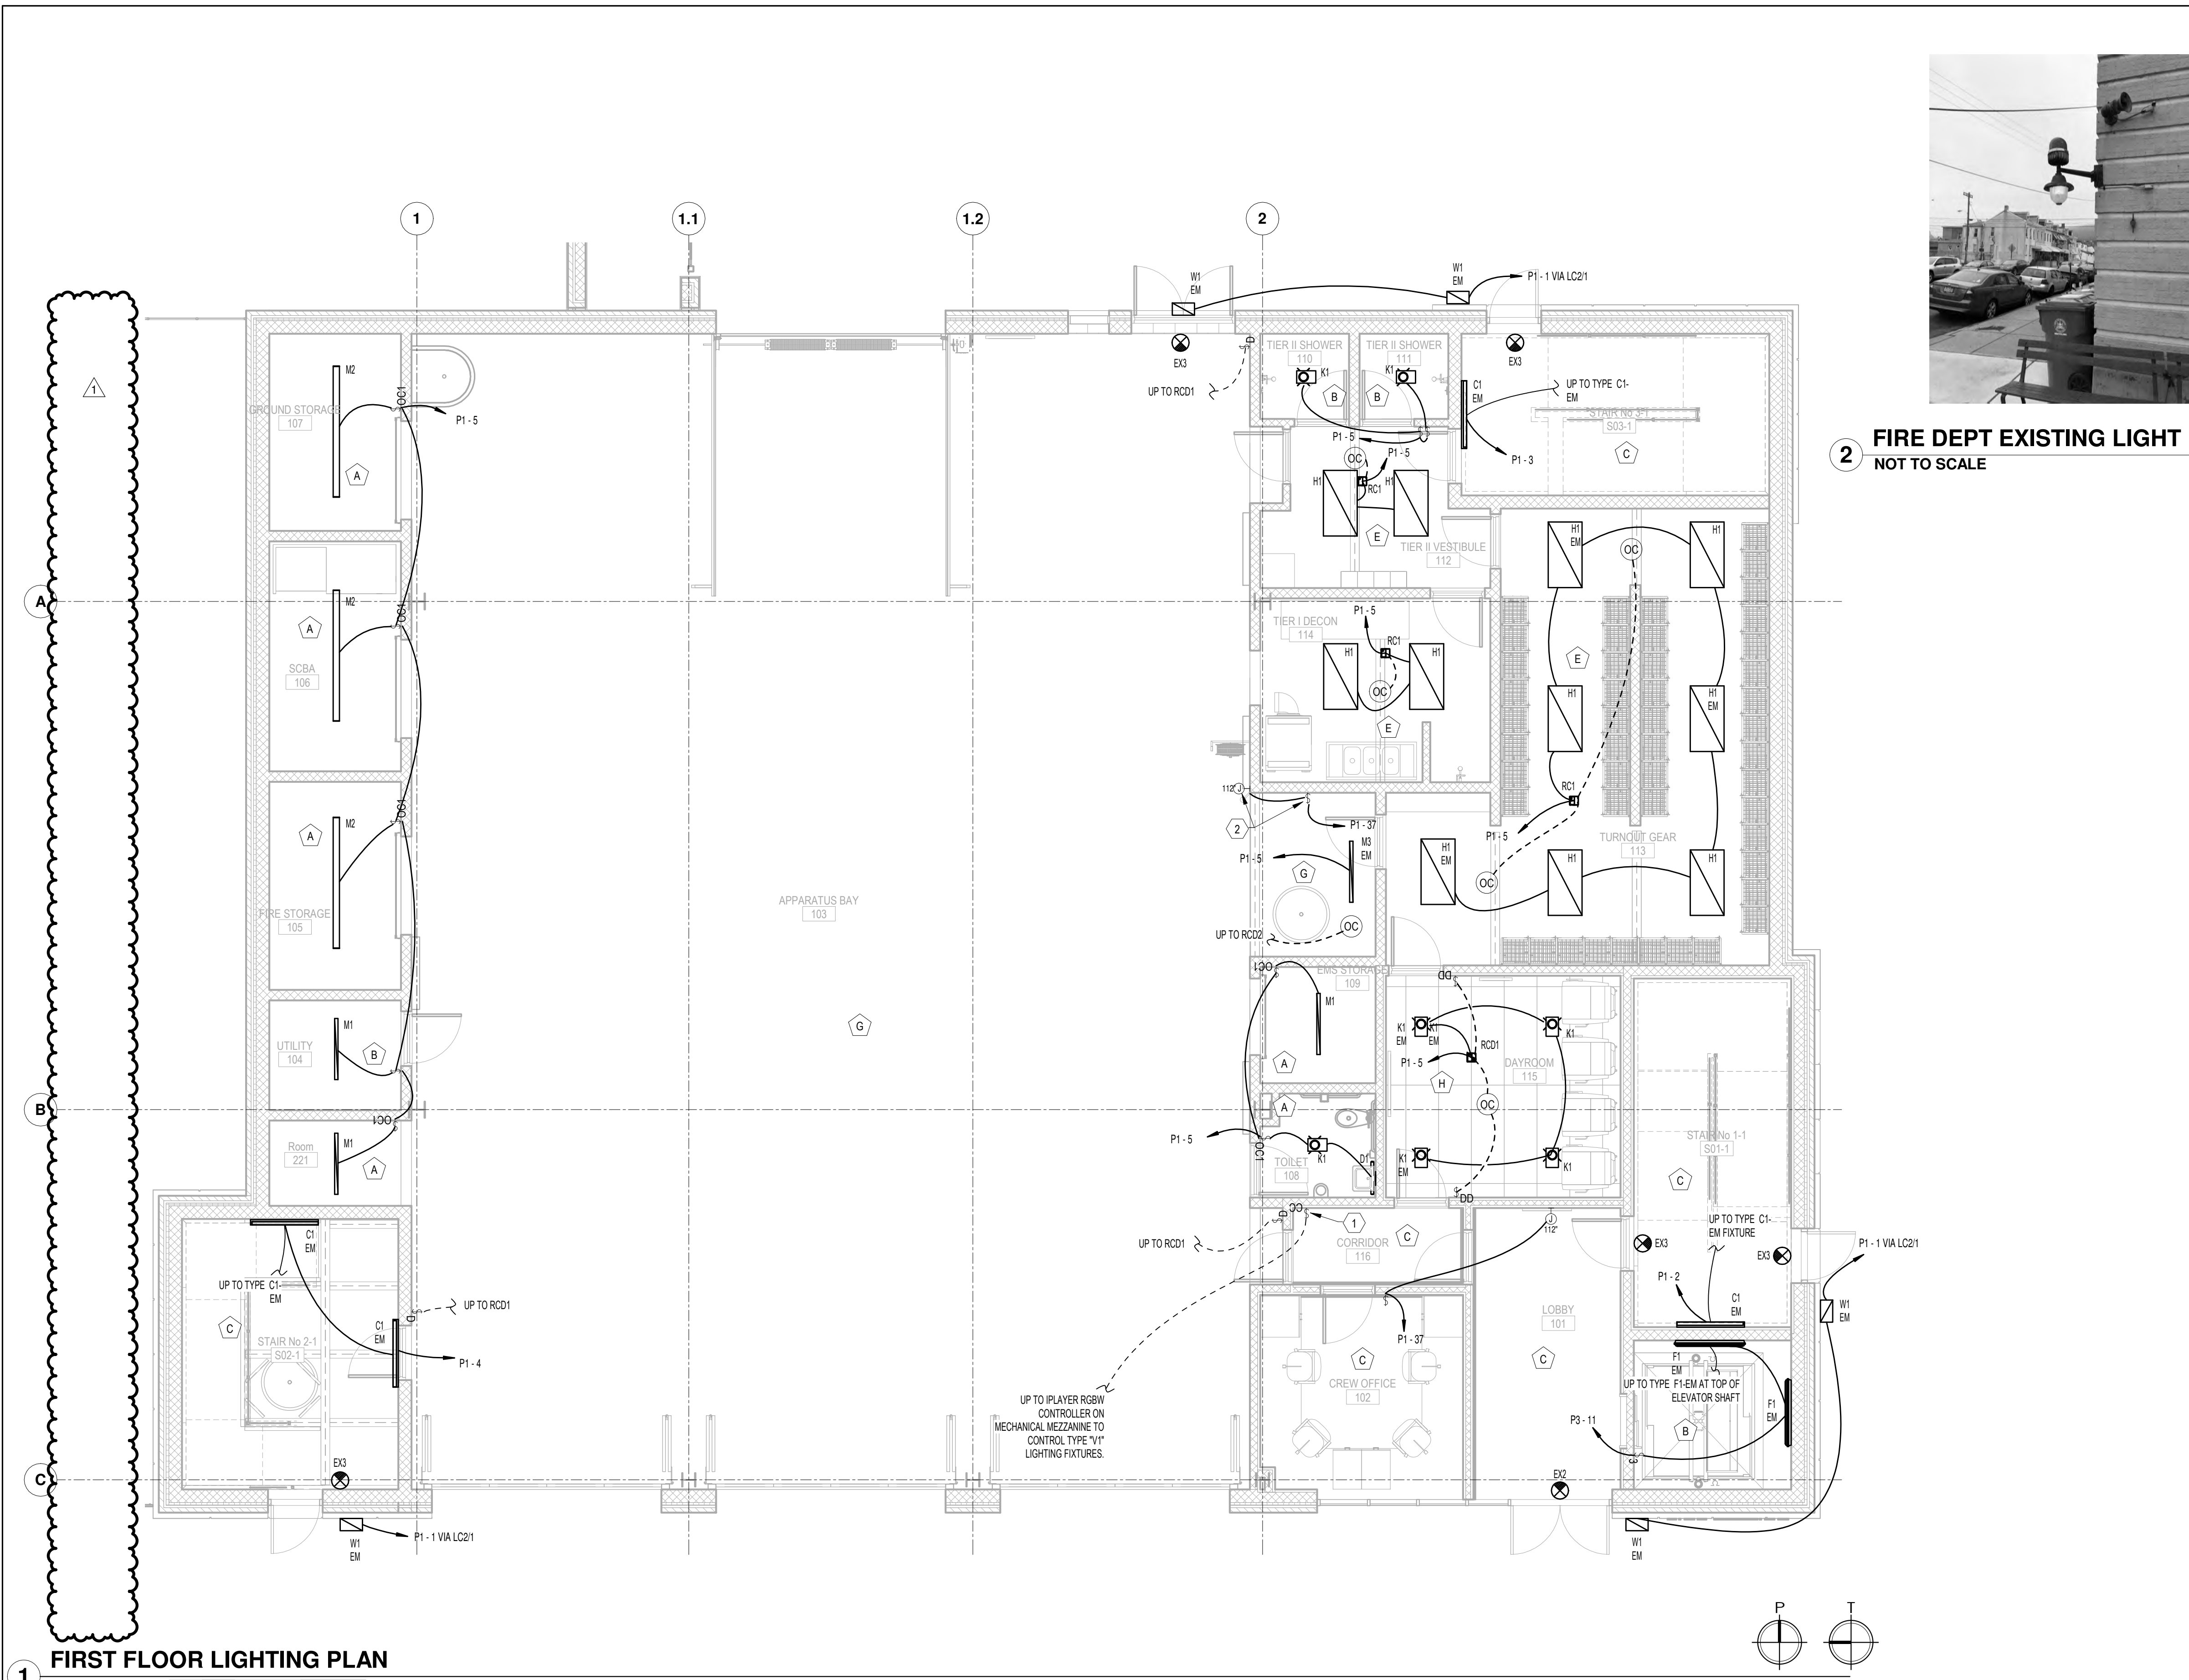 1
1.1
1.2
2
W1
EM
W1
EM
P1 - 1 VIA LC2/1
EX3
EX3
1
M2
OC1
GROUND STORAGE
107
P1 - 5
A
D
UP TO RCD1
TIER II SHOWER
110
TIER II SHOWER
111
K1
K1
B
B
C1
EM
UP TO TYPE C1-
EM
STAIR No 3-1
S03-1
C
P1 - 3
P1 - 5
OC
P1 - 5
RC1
H1
H1
E
TIER II VESTIBULE
112
2
FIRE DEPT EXISTING LIGHT
NOT TO SCALE
H1
EM
OC
H1
A
M2
OC1
A
SCBA
106
TIER I DECON
114
P1 - 5
RC1
H1
H1
OC
E
E
H1
H1
EM
RC1
P1 - 5
TURNOUT GEAR
113
M2
OC1
A
FIRE STORAGE
105
112"
J
2
P1 - 37
M3
EM
P1 - 5
G
OC
UP TO RCD2
H1
EM
H1
H1
OC
APPARATUS BAY
103
G
OC1
EMS STORAGE
109
M1
A
DD
K1
EM
K1
EM
K1
RCD1
P1 - 5
DAYROOM
115
H
OC
K1
EM
K1
DD
M1
UTILITY
104
B
B
OC1
M1
Room
221
A
A
P1 - 5
OC1
K1
D1
TOILET
108
STAIR No 1-1
S01-1
C
C1
EM
UP TO TYPE C1-
EM
C
C1
EM
STAIR No 2-1
S02-1
D
UP TO RCD1
P1 - 4
UP TO RCD1
D
CC
1
CORRIDOR
116
C
J
112"
UP TO TYPE C1-
EM FIXTURE
EX3
EX3
P1 - 1 VIA LC2/1
P1 - 2
C1
EM
W1
EM
LOBBY
101
C
P1 - 37
C
CREW OFFICE
102
F1
EM
UP TO TYPE F1-EM AT TOP OF
ELEVATOR SHAFT
F1
EM
B
P3 - 11
3
UP TO IPLAYER RGBW
CONTROLLER ON
MECHANICAL MEZZANINE TO
CONTROL TYPE "V1"
LIGHTING FIXTURES.
C
EX3
EX2
P1 - 1 VIA LC2/1
W1
EM
W1
EM
P
T
1
FIRST FLOOR LIGHTING PLAN